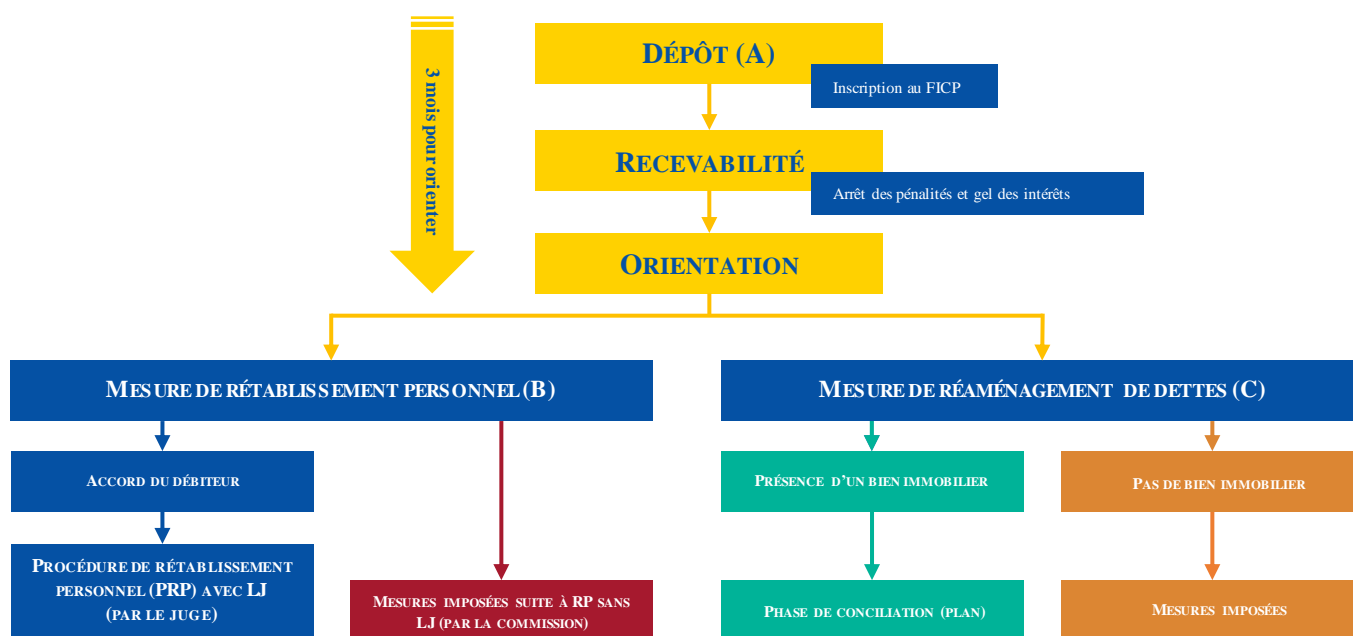 DÉPÔT (A)
Inscription au FICP
3 mois pour orienter
RECEVABILITÉ
Arrêt des pénalités et gel des intérêts
ORIENTATION
MESURE DE RÉTABLISSEMENT PERSONNEL (B)
MESURE DE RÉAMÉNAGEMENT DE DETTES (C)
ACCORD DU DÉBITEUR
PRÉSENCE D'UN BIEN IMMOBILIER
PAS DE BIEN IMMOBILIER
PROCÉDURE DE RÉTABLISSEMENT
PERSONNEL (PRP) AVEC LJ
(PAR LE JUGE)
MESURES IMPOSÉES SUITE À RP SANS
LJ (PAR LA COMMISSION)
PHASE DE CONCILIATION (PLAN)
MESURES IMPOSÉES